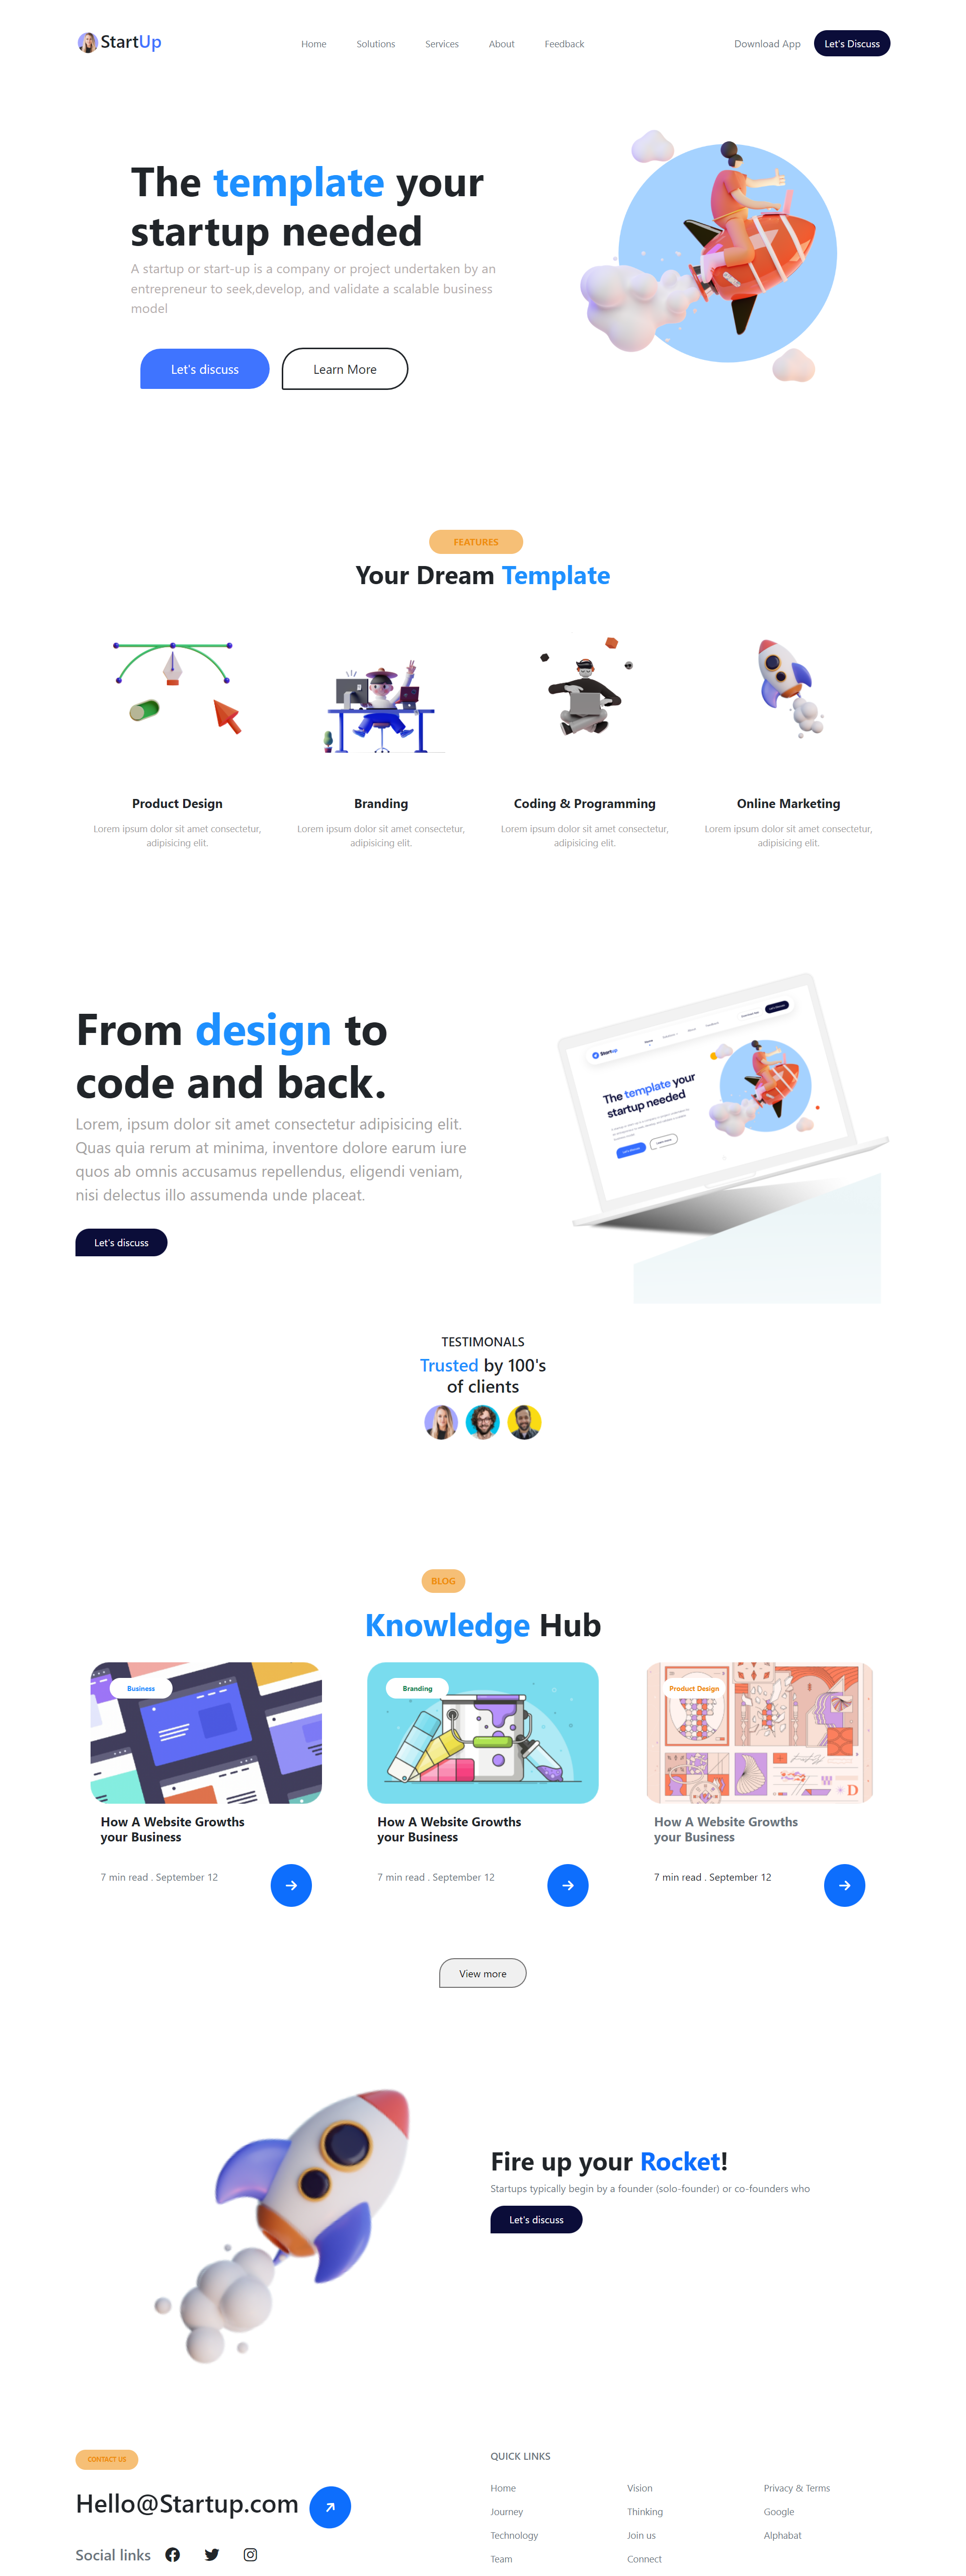 StartUp
Home Solutions Services About Feedback
Download App Let's Discuss
The template your
startup needed
A startup or start-up is a company or project undertaken by an
entrepreneur to seek,develop, and validate a scalable business
model
Let's discuss Learn More
FEATURES
Your Dream Template
Product Design Branding Coding & Programming Online Marketing
Lorem ipsum dolor sit amet consectetur, Lorem ipsum dolor sit amet consectetur, Lorem ipsum dolor sit amet consectetur, Lorem ipsum dolor sit amet consectetur,
adipisicing elit. adipisicing elit. adipisicing elit. adipisicing elit.
From design to
code and back.
Lorem, ipsum dolor sit amet consectetur adipisicing elit.
Quas quia rerum at minima, inventore dolore earum iure
quos ab omnis accusamus repellendus, eligendi veniam,
nisi delectus illo assumenda unde placeat.
Let's discuss
Startup
The template your
startup needed
TESTIMONALS
Trusted by 100's
of clients
BLOG
Knowledge Hub
Business
Branding
Product Design
D
How A Website Growths
your Business
7 min read . September 12
How A Website Growths
your Business
7 min read . September 12
How A Website Growths
your Business
7 min read . September 12
View more
Fire up your Rocket!
Startups typically begin by a founder (solo-founder) or co-founders who
Let's discuss
CONTACT US
Hello@Startup.com
Social links
QUICK LINKS
Home Vision Privacy & Terms
Journey Thinking Google
Technology Join us Alphabat
Team Connect